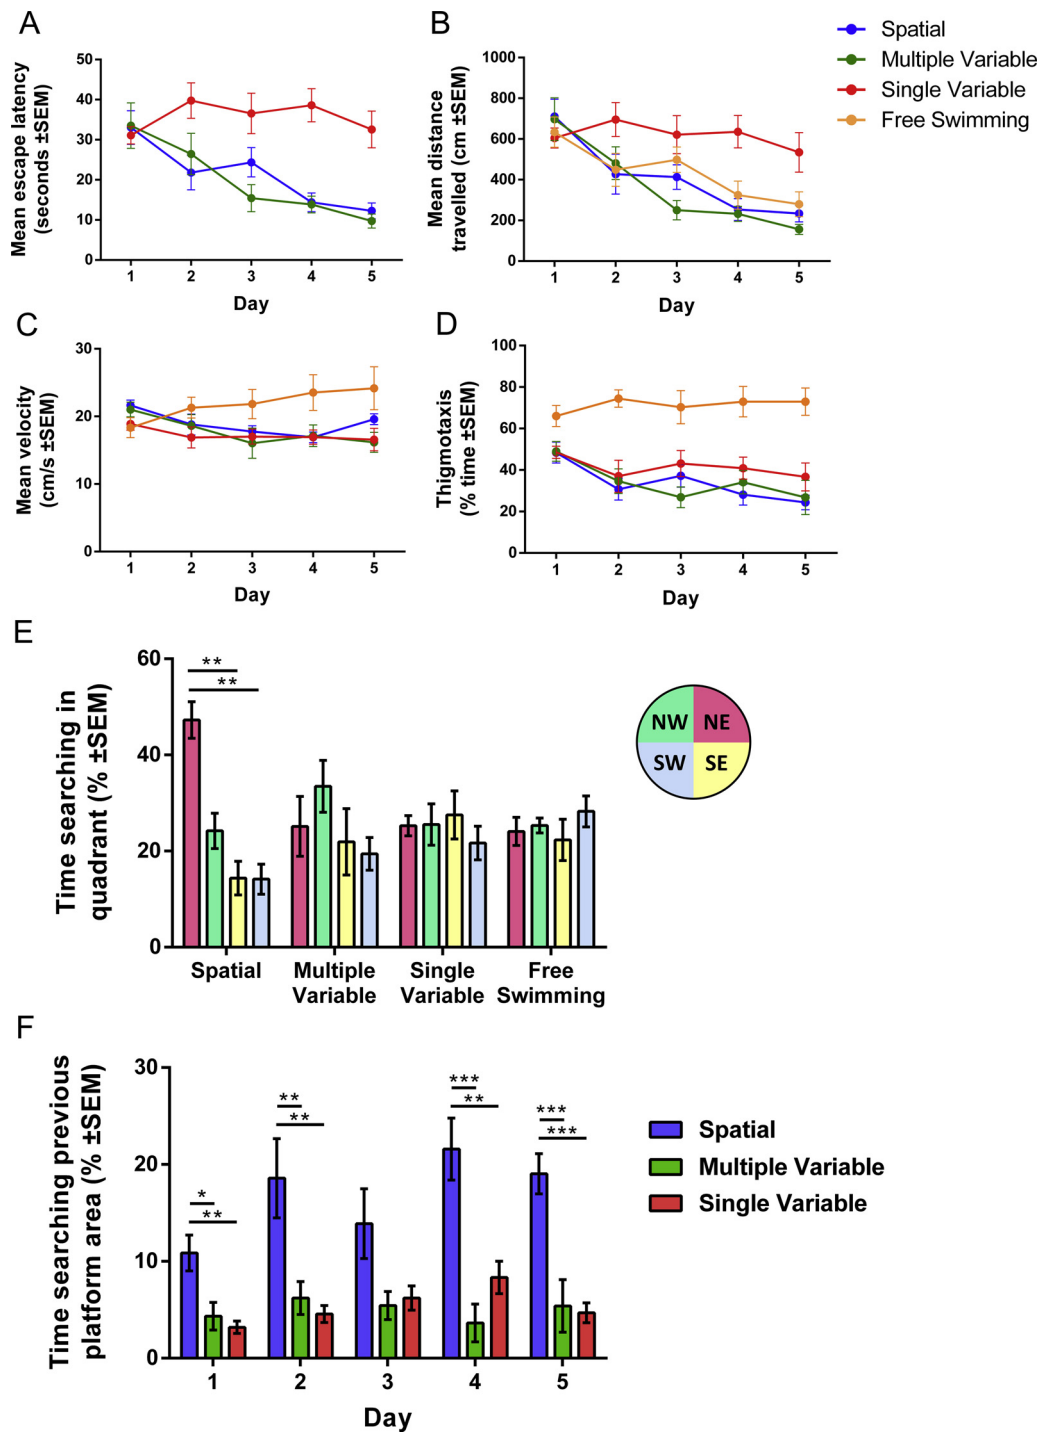 A
Mean escape latency
(seconds ±SEM)
50
40
30
20
10
0
1 2 3 4 5
Day
B
Mean distance
travelled (cm ±SEM)
1000
800
600
400
200
0
1 2 3 4 5
Day
Spatial
Multiple Variable
Single Variable
Free Swimming
C
Mean velocity
(cm/s ±SEM)
30
20
10
0
1 2 3 4 5
Day
D
Thigmotaxis
(% time ±SEM)
100
80
60
40
20
0
1 2 3 4 5
Day
E
Time searching in
quadrant (% ±SEM)
60
40
20
0
**
**
Spatial
Multiple
Variable
Single
Variable
Free
Swimming
NW NE
SW SE
F
Time searching previous
platform area (% ±SEM)
30
20
10
0
*
**
**
**
***
**
***
***
1 2 3 4 5
Day
Spatial
Multiple Variable
Single Variable